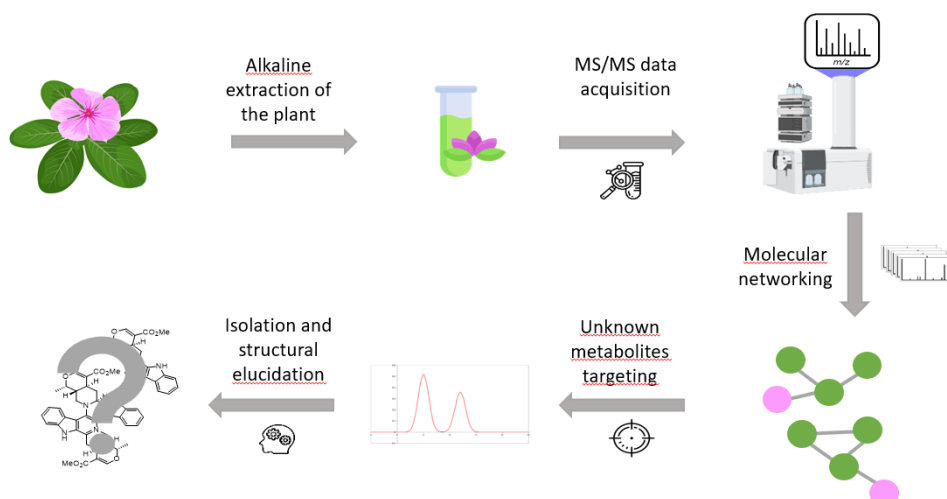 Alkaline
extraction of
the plant
MS/MS data
acquisition
m/z
Molecular
networking
Unknown
metabolites
targeting
Isolation and
structural
elucidation
O
CO₂Me
NH
O
CO₂Me
H
H
N
N
H
N
H
MeO₂C
O